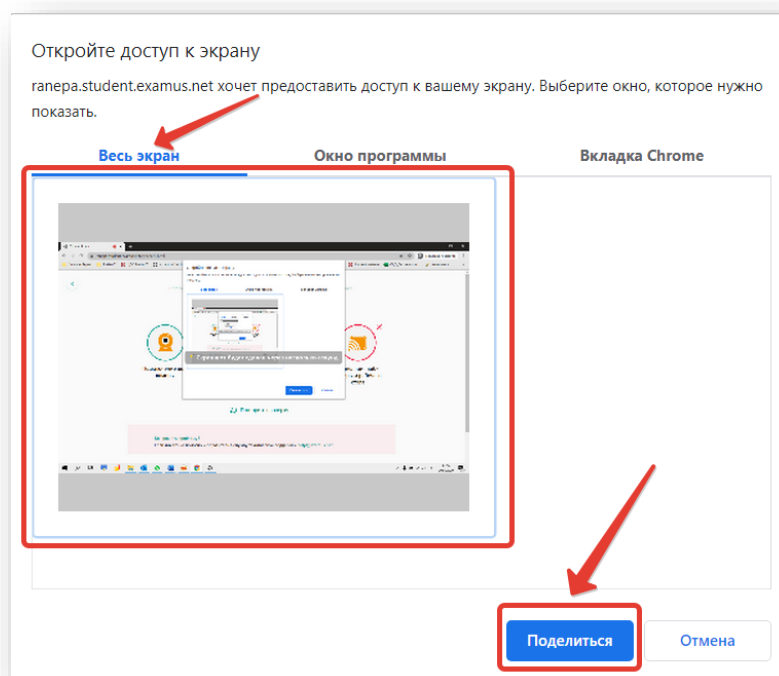 Откройте доступ к экрану
ranepa.student.examus.net хочет предоставить доступ к вашему экрану. Выберите окно, которое нужно
показать.
Весь экран Окно программы Вкладка Chrome
Поделиться Отмена